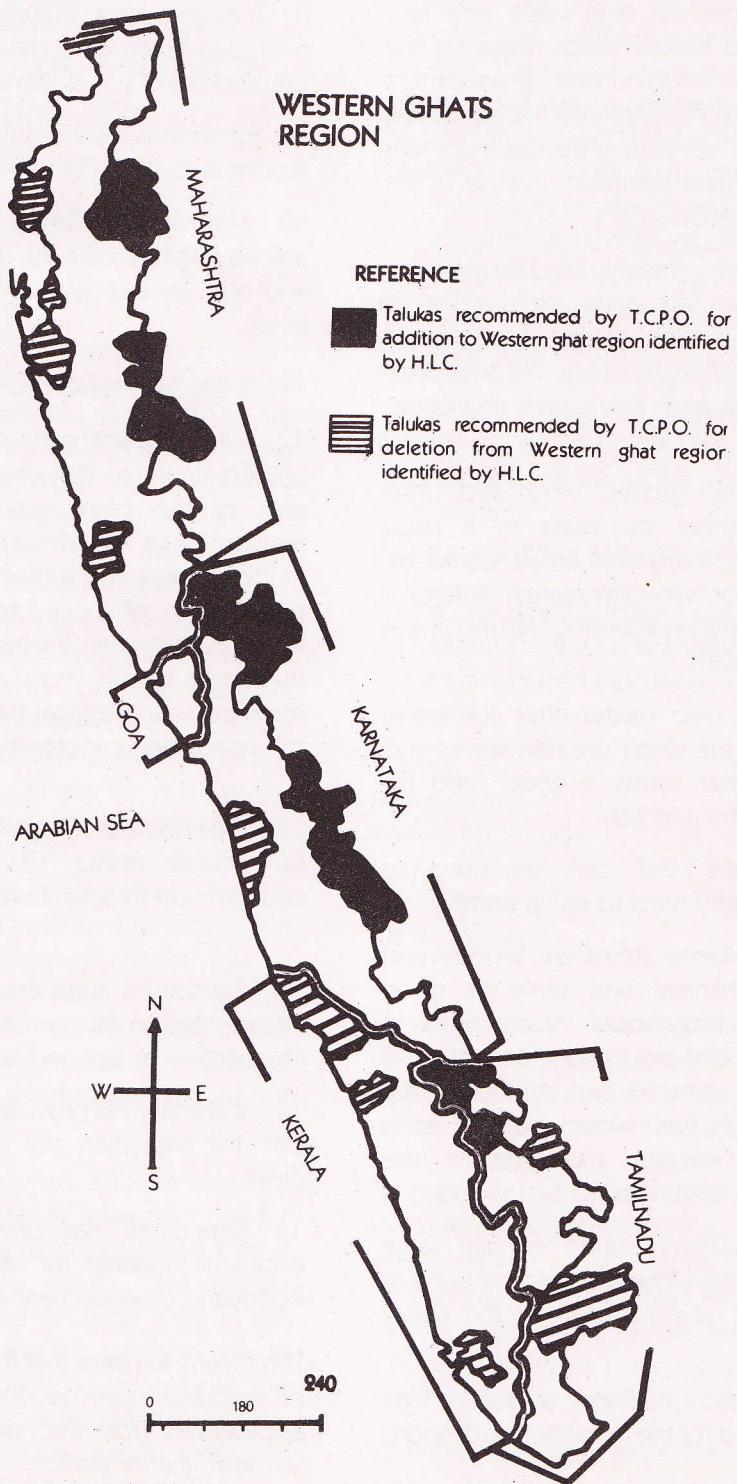 WESTERN GHATS
REGION
MAHARASHTRA
REFERENCE
Talukas recommended by T.C.P.O. for
addition to Western ghat region identified
by H.L.C.
Talukas recommended by T.C.P.O. for
deletion from Western ghat region
identified by H.L.C.
GOA
KARNATAKA
ARABIAN SEA
N
W E
S
KERALA
TAMILNADU
0 180 240